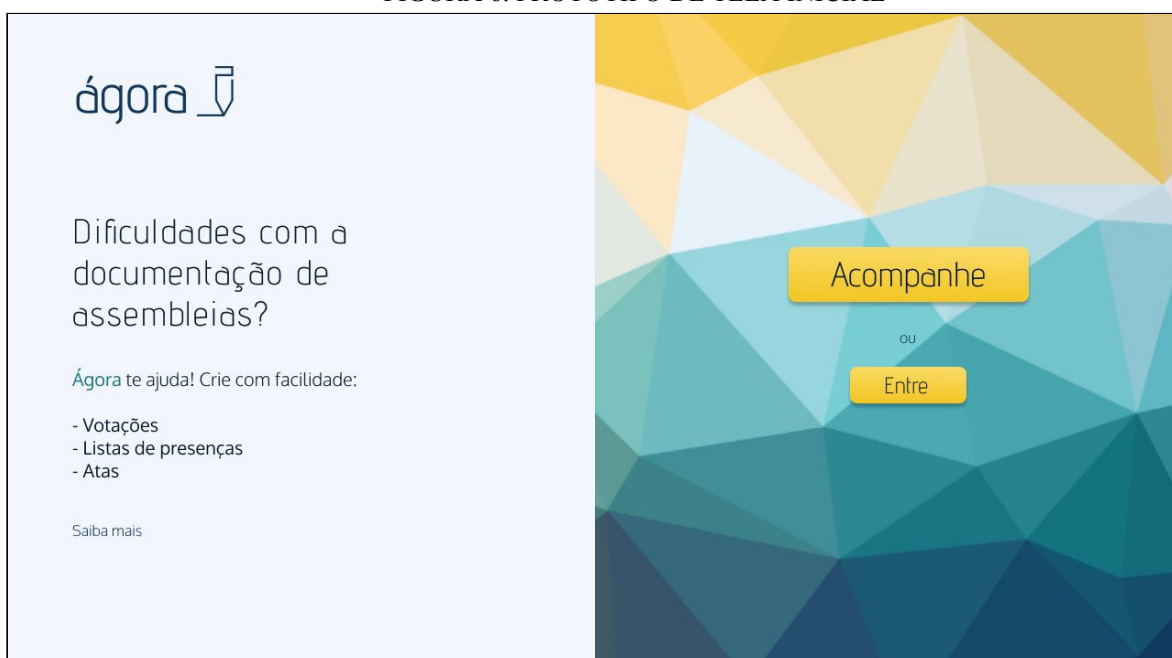 ágora
Dificuldades com a
documentação de
assembleias?
Ágora te ajuda! Crie com facilidade:
- Votações
- Listas de presenças
- Atas
Saiba mais
Acompanhe
ou
Entre